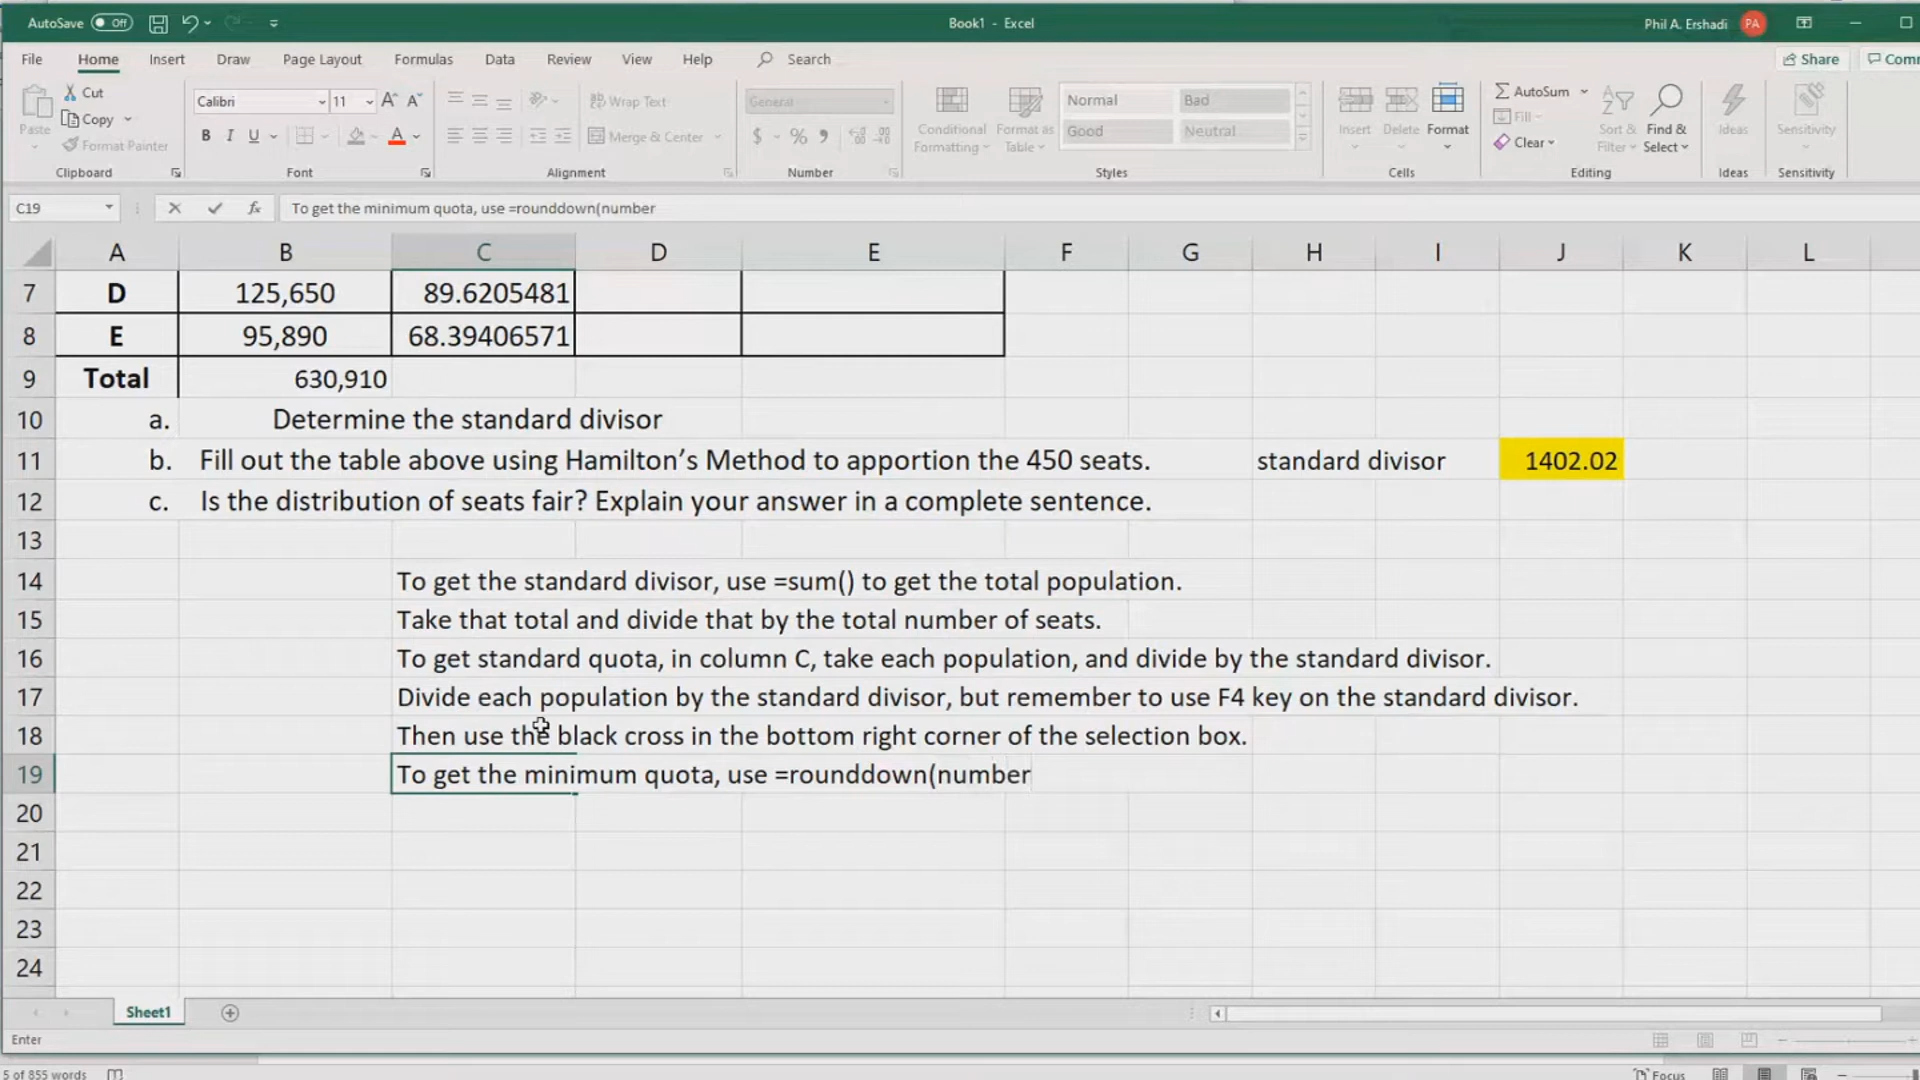 AutoSave Off
Book1 - Excel
Phil A. Ershadi PA
File Home Insert Draw Page Layout Formulas Data Review View Help Search Share
Cut
Copy
Format Painter
Paste
Clipboard
Calibri 11
B I U
Font
Wrap Text
Merge & Center
Alignment
General
$ % ,
Number
Conditional Formatting
Format as Table
Normal Bad
Good Neutral
Styles
Insert Delete Format
Cells
AutoSum
Fill
Clear
Sort & Filter
Find & Select
Editing
Ideas
Ideas
Sensitivity
Sensitivity
C19 fx To get the minimum quota, use =rounddown(number
A B C D E F G H I J K L
7 D 125,650 89.6205481
8 E 95,890 68.39406571
9 Total 630,910
10 a. Determine the standard divisor
11 b. Fill out the table above using Hamilton’s Method to apportion the 450 seats. standard divisor 1402.02
12 c. Is the distribution of seats fair? Explain your answer in a complete sentence.
13
14 To get the standard divisor, use =sum() to get the total population.
15 Take that total and divide that by the total number of seats.
16 To get standard quota, in column C, take each population, and divide by the standard divisor.
17 Divide each population by the standard divisor, but remember to use F4 key on the standard divisor.
18 Then use the black cross in the bottom right corner of the selection box.
19 To get the minimum quota, use =rounddown(number
20
21
22
23
24
Sheet1
Enter
5 of 855 words
Focus